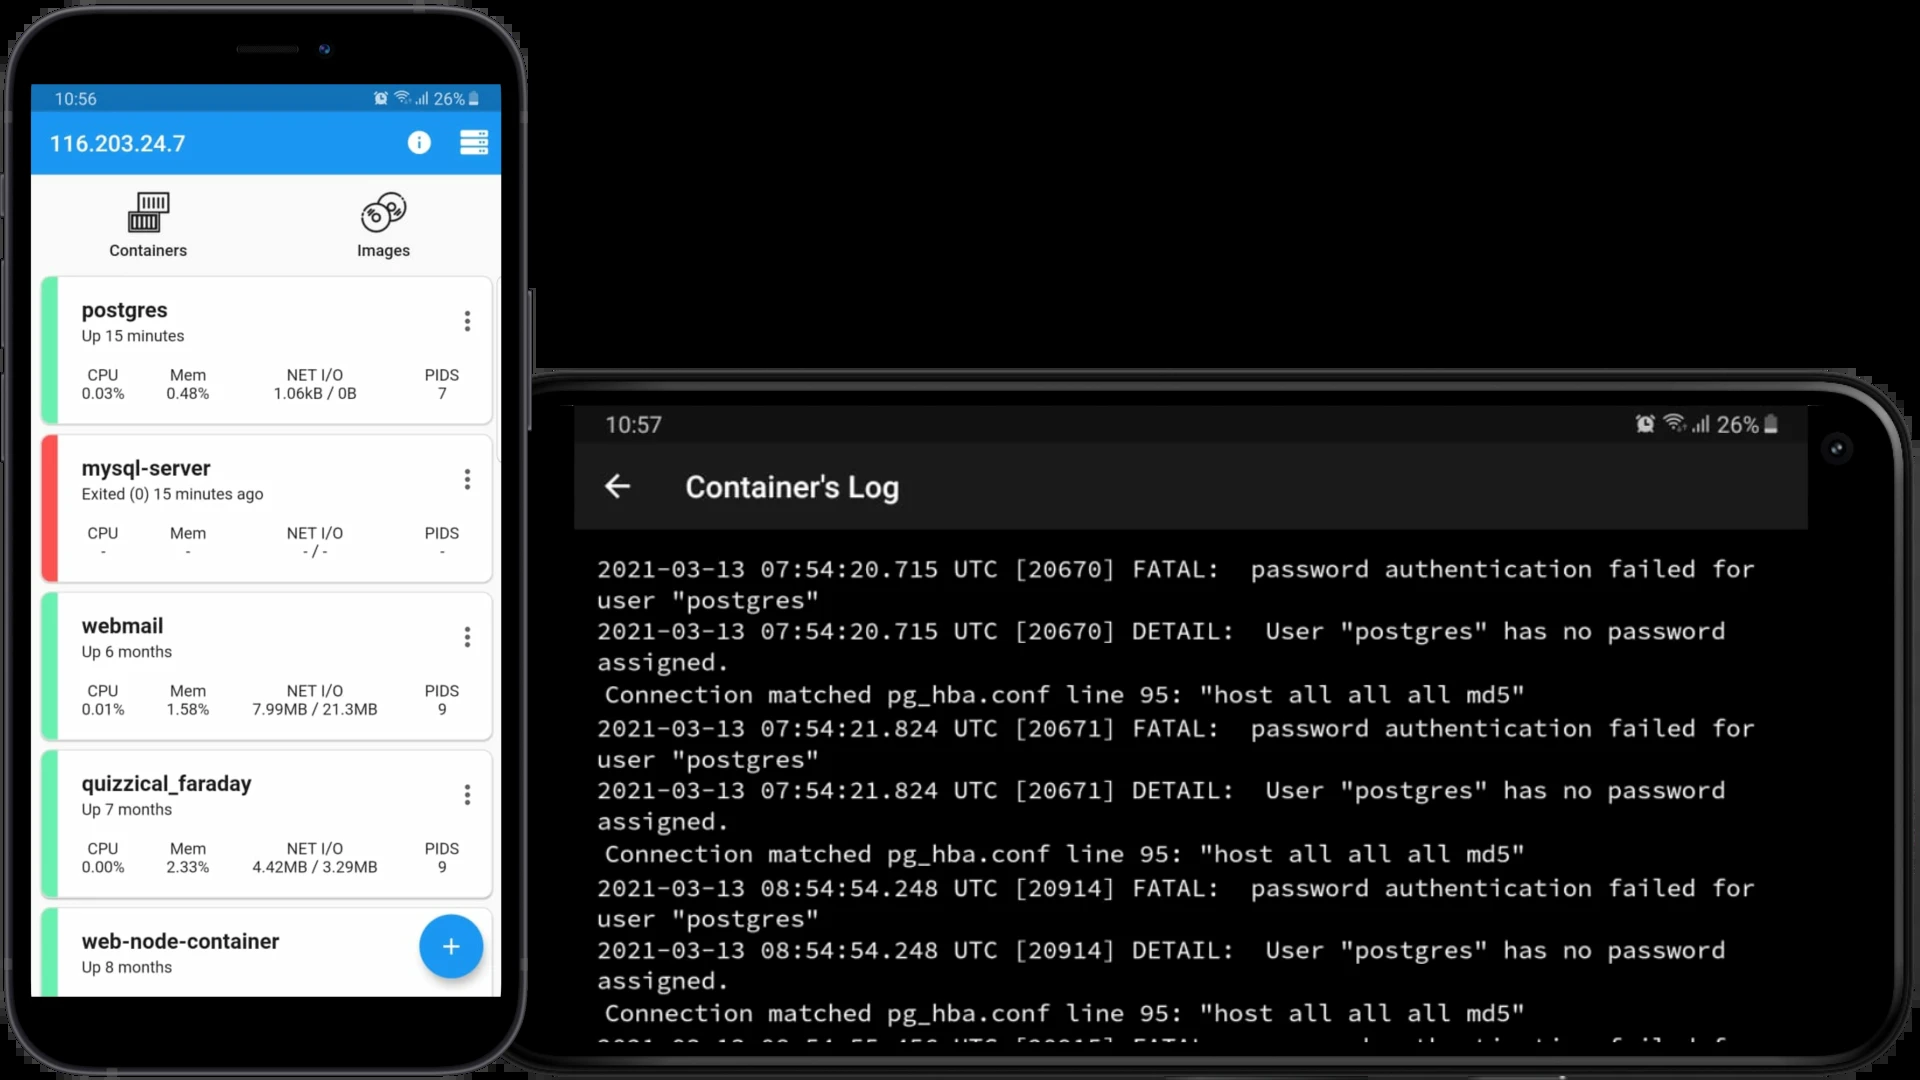 10:56
26%
116.203.24.7
Containers Images
postgres
Up 15 minutes
CPU Mem NET I/O PIDS
0.03% 0.48% 1.06kB / 0B 7
mysql-server
Exited (0) 15 minutes ago
CPU Mem NET I/O PIDS
- - - / - -
webmail
Up 6 months
CPU Mem NET I/O PIDS
0.01% 1.58% 7.99MB / 21.3MB 9
quizzical_faraday
Up 7 months
CPU Mem NET I/O PIDS
0.00% 2.33% 4.42MB / 3.29MB 9
web-node-container
Up 8 months
+
10:57
26%
Container's Log
2021-03-13 07:54:20.715 UTC [20670] FATAL:  password authentication failed for
user "postgres"
2021-03-13 07:54:20.715 UTC [20670] DETAIL:  User "postgres" has no password
assigned.
Connection matched pg_hba.conf line 95: "host all all all md5"
2021-03-13 07:54:21.824 UTC [20671] FATAL:  password authentication failed for
user "postgres"
2021-03-13 07:54:21.824 UTC [20671] DETAIL:  User "postgres" has no password
assigned.
Connection matched pg_hba.conf line 95: "host all all all md5"
2021-03-13 08:54:54.248 UTC [20914] FATAL:  password authentication failed for
user "postgres"
2021-03-13 08:54:54.248 UTC [20914] DETAIL:  User "postgres" has no password
assigned.
Connection matched pg_hba.conf line 95: "host all all all md5"